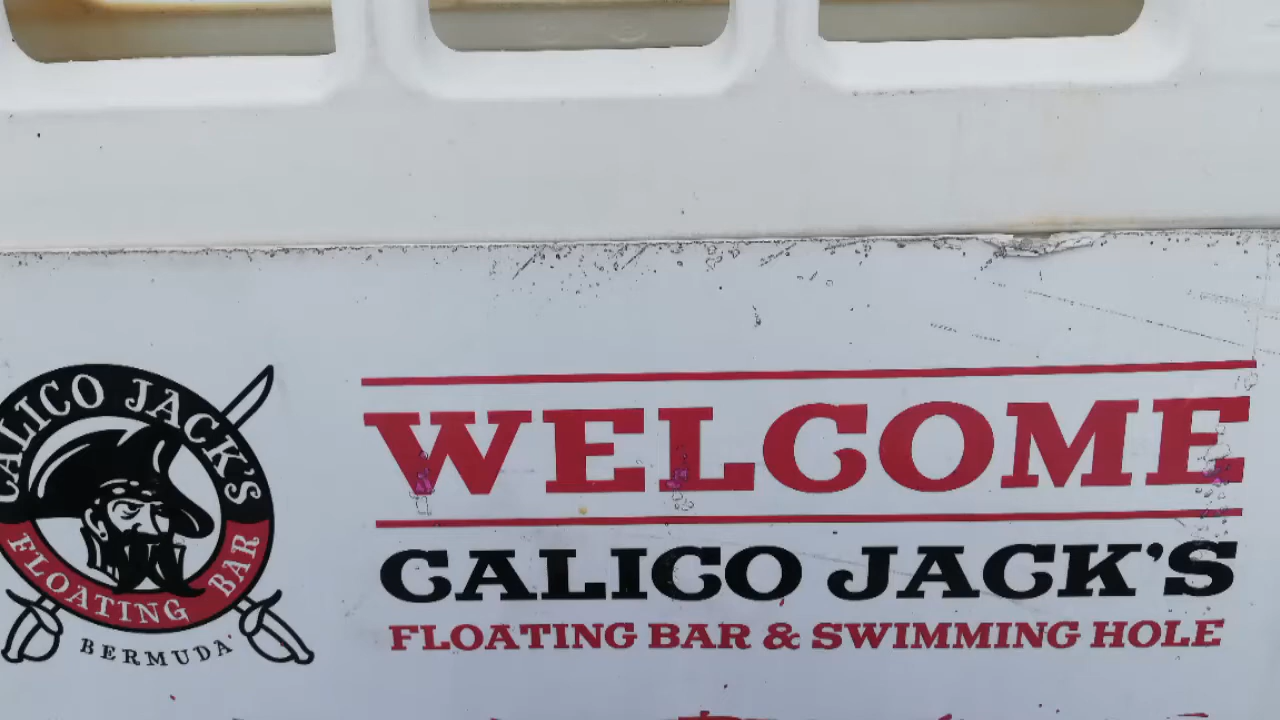 CALICO JACK'S
FLOATING BAR
BERMUDA
WELCOME
CALICO JACK'S
FLOATING BAR & SWIMMING HOLE